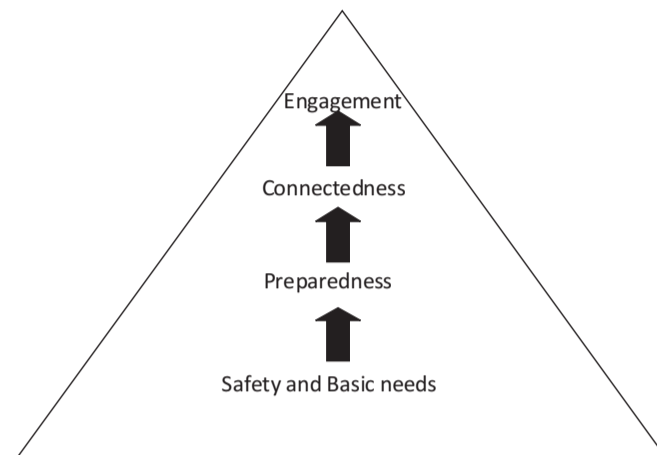 Engagement
Connectedness
Preparedness
Safety and Basic needs